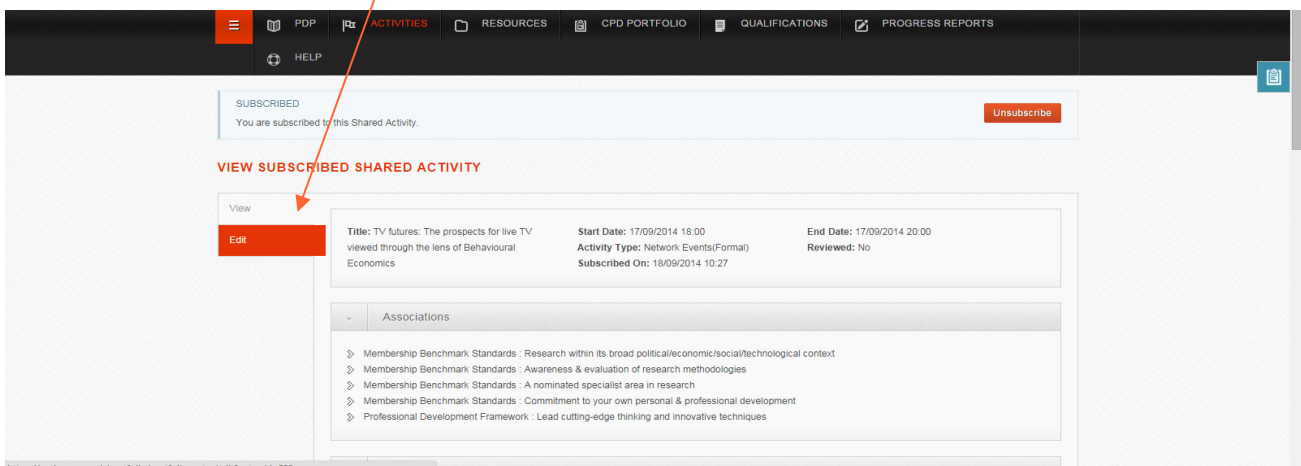 PDP ACTIVITIES RESOURCES CPD PORTFOLIO QUALIFICATIONS PROGRESS REPORTS
HELP
SUBSCRIBED
You are subscribed to this Shared Activity.
Unsubscribe
VIEW SUBSCRIBED SHARED ACTIVITY
View
Edit
Title: TV futures: The prospects for live TV
viewed through the lens of Behavioural
Economics
Start Date: 17/09/2014 18:00
Activity Type: Network Events(Formal)
Subscribed On: 18/09/2014 10:27
End Date: 17/09/2014 20:00
Reviewed: No
Associations
Membership Benchmark Standards : Research within its broad political/economic/social/technological context
Membership Benchmark Standards : Awareness & evaluation of research methodologies
Membership Benchmark Standards : A nominated specialist area in research
Membership Benchmark Standards : Commitment to your own personal & professional development
Professional Development Framework : Lead cutting-edge thinking and innovative techniques